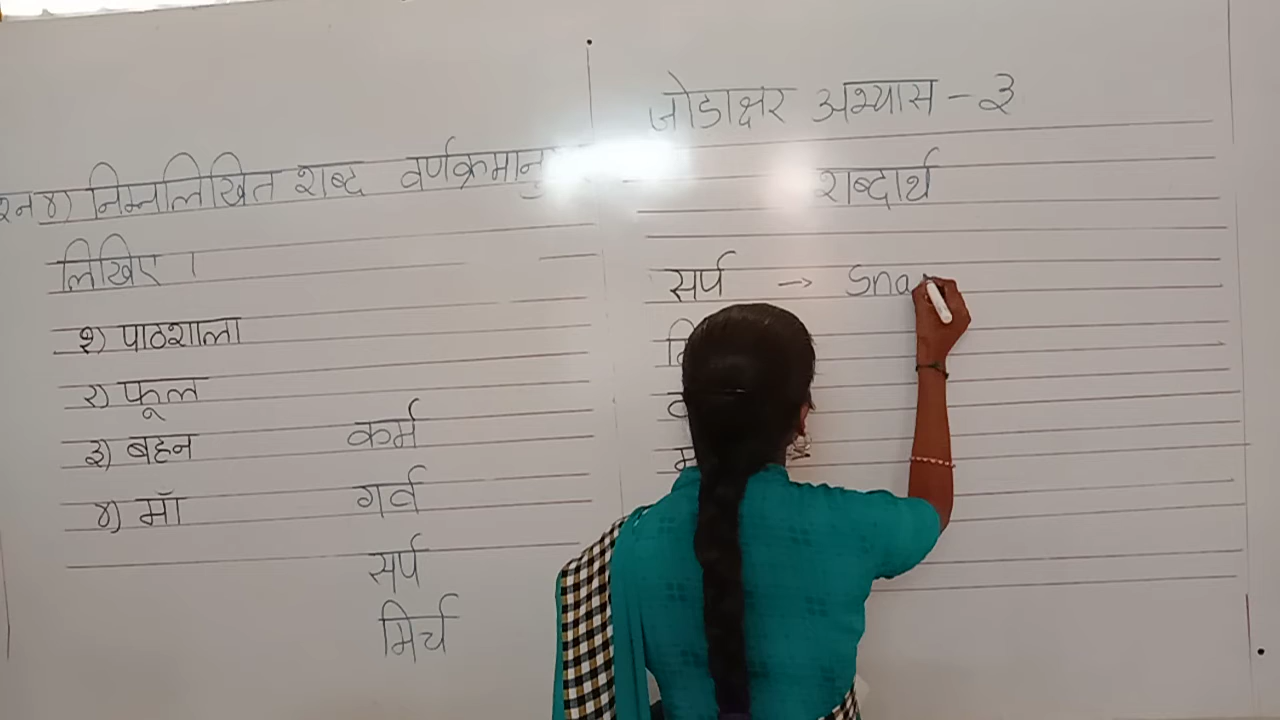 निम्नलिखित शब्द वर्णक्रमानु
लिखिए ।
१) पाठशाला
२) फूल
३) बहन
४) माँ
कर्म
गर्व
सर्प
मिर्च
जोडाक्षर अभ्यास - ३
शब्दार्थ
सर्प → Sna